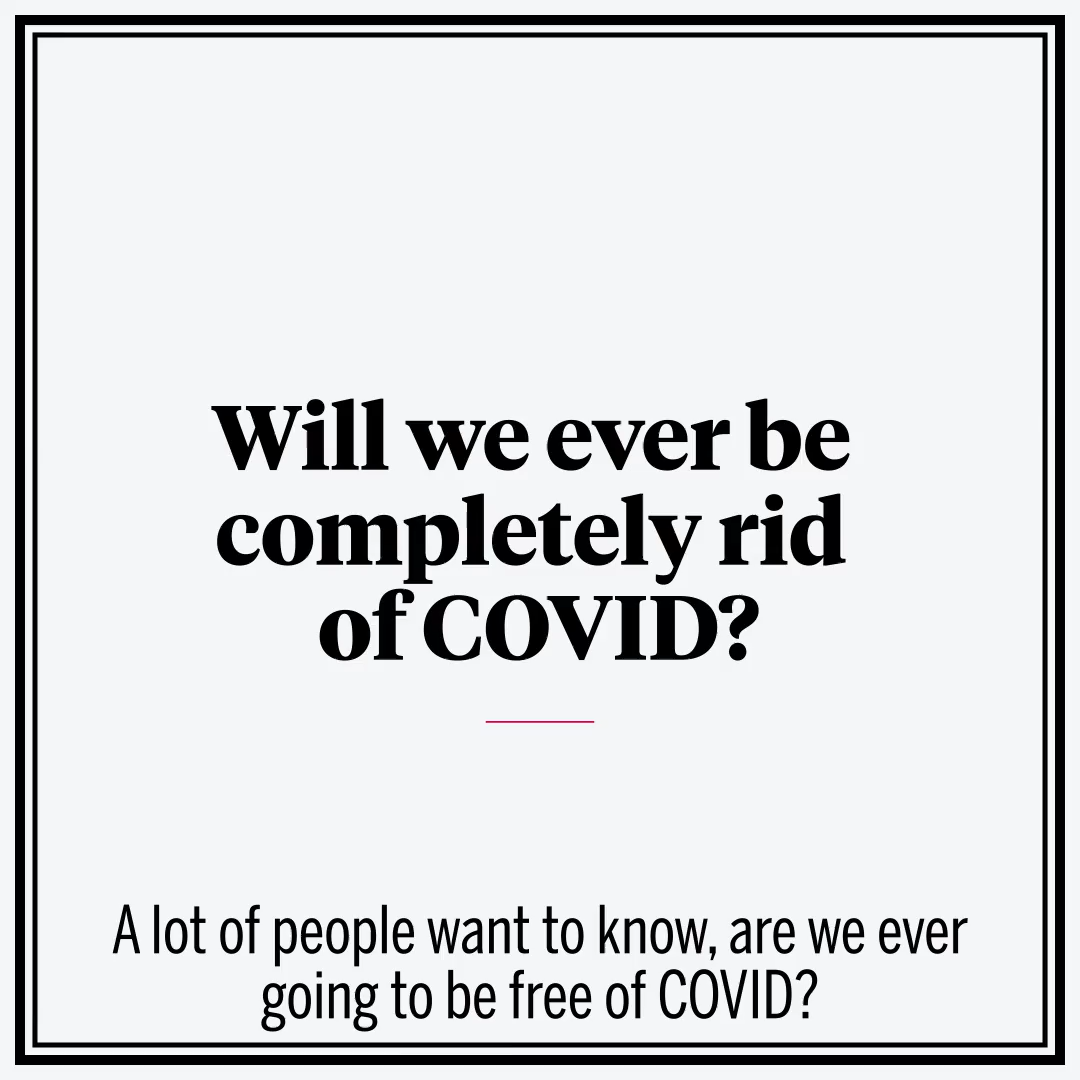 Will we ever be
completely rid
of COVID?
A lot of people want to know, are we ever
going to be free of COVID?